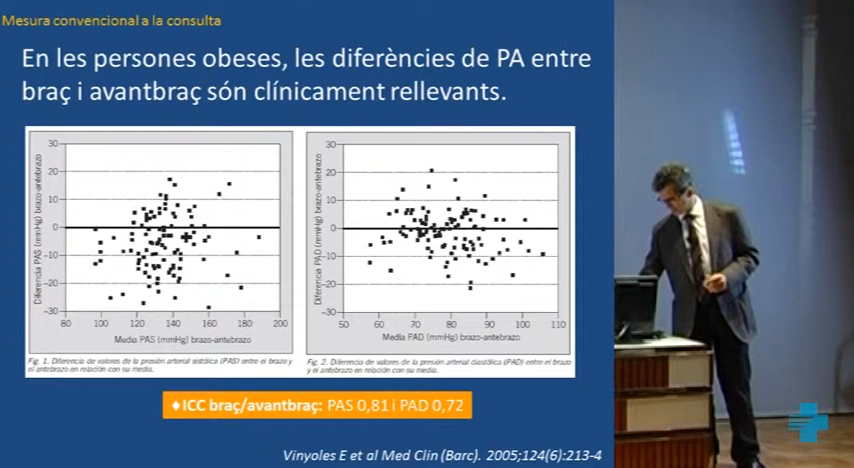 Mesura convencional a la consulta
En les persones obeses, les diferències de PA entre
braç i avantbraç són clínicament rellevants.
Diferencia PAS (mmHg) brazo-antebrazo
30
20
10
0
−10
−20
−30
80 100 120 140 160 180 200
Media PAS (mmHg) brazo-antebrazo
Fig. 1. Diferencia de valores de la presión arterial sistólica (PAS) entre el brazo y
el antebrazo en relación con su media.
Diferencia PAD (mmHg) brazo-antebrazo
30
20
10
0
−10
−20
−30
50 60 70 80 90 100 110
Media PAD (mmHg) brazo-antebrazo
Fig. 2. Diferencia de valores de la presión arterial diastólica (PAD) entre el brazo
y el antebrazo en relación con su media.
♦ICC braç/avantbraç: PAS 0,81 i PAD 0,72
Vinyoles E et al Med Clin (Barc). 2005;124(6):213-4